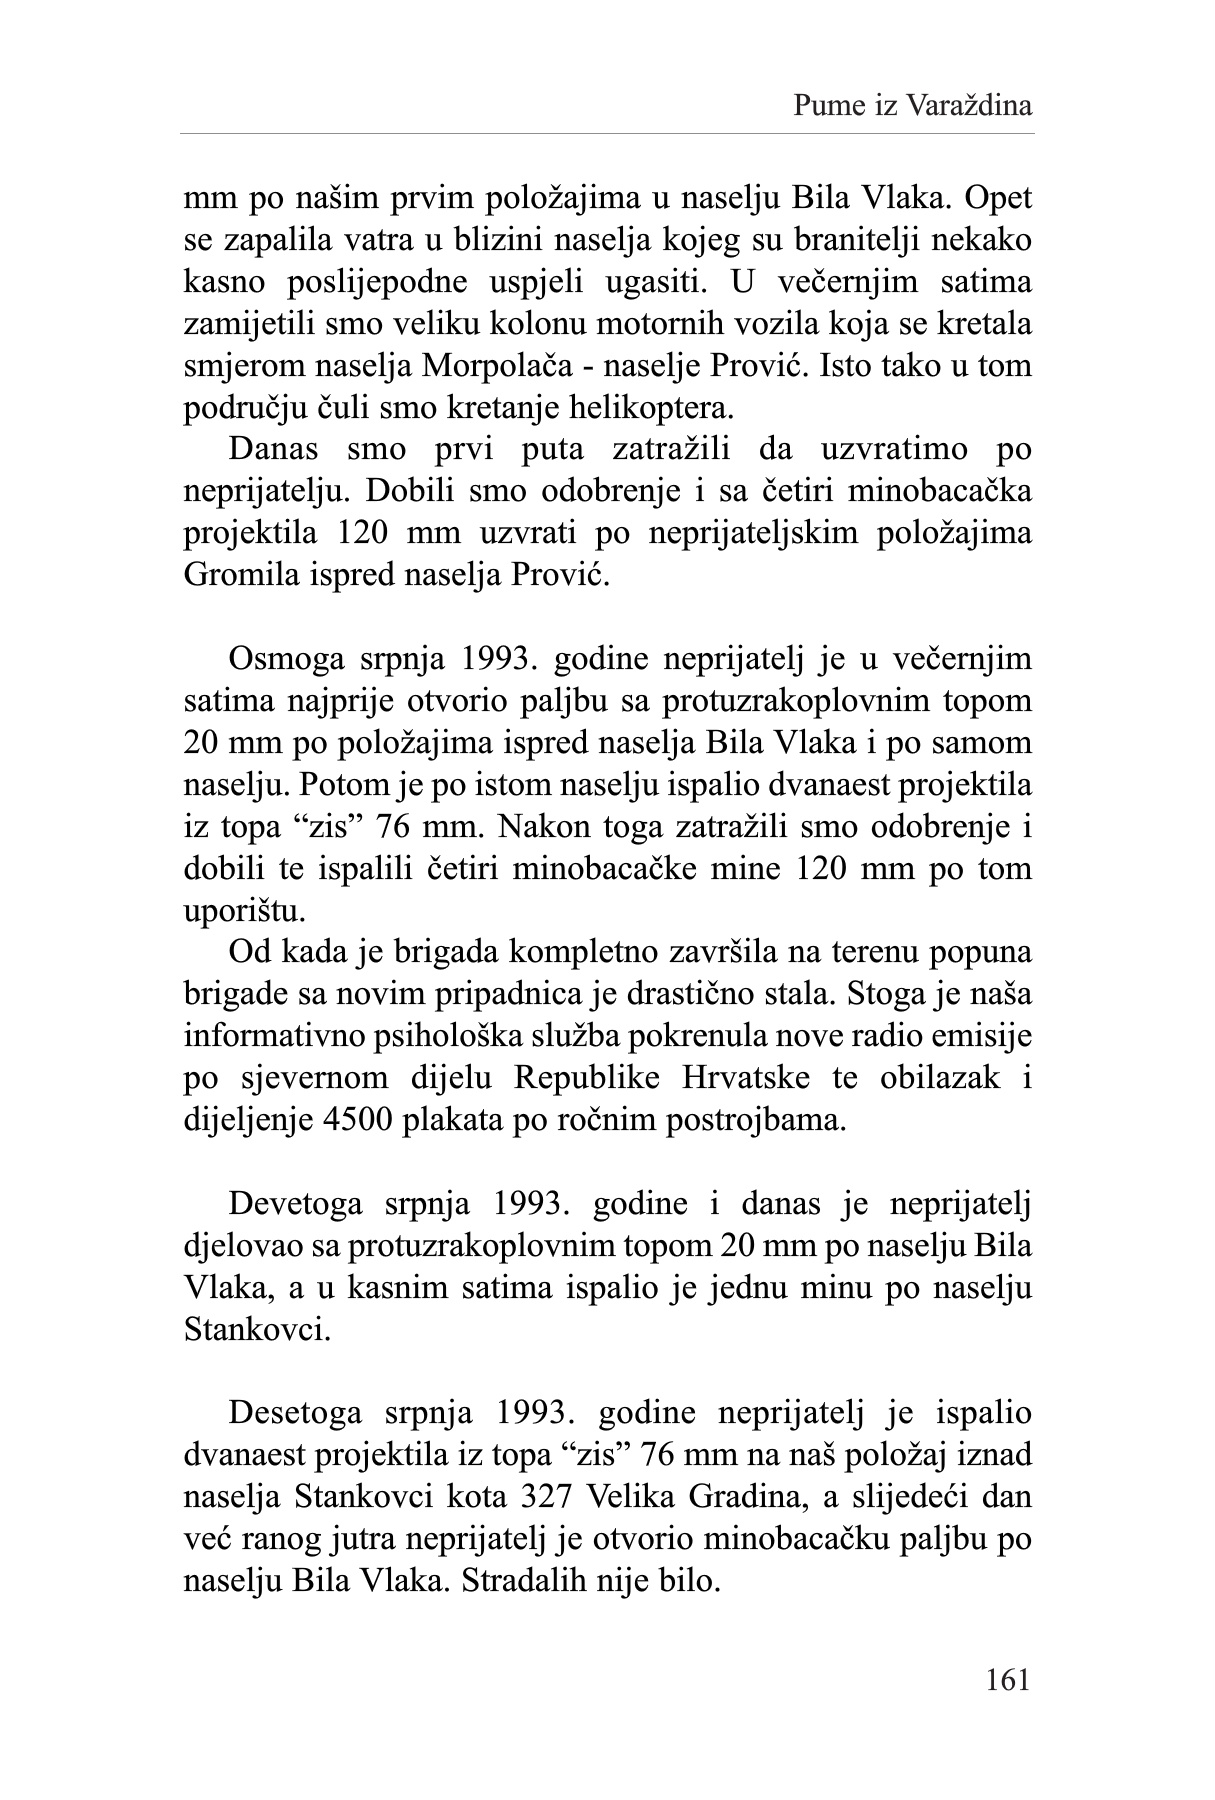 Pume iz Varaždina
mm po našim prvim položajima u naselju Bila Vlaka. Opet
se zapalila vatra u blizini naselja kojeg su branitelji nekako
kasno poslijepodne uspjeli ugasiti. U večernjim satima
zamijetili smo veliku kolonu motornih vozila koja se kretala
smjerom naselja Morpolača - naselje Prović. Isto tako u tom
području čuli smo kretanje helikoptera.
Danas smo prvi puta zatražili da uzvratimo po
neprijatelju. Dobili smo odobrenje i sa četiri minobacačka
projektila 120 mm uzvrati po neprijateljskim položajima
Gromila ispred naselja Prović.
Osmoga srpnja 1993. godine neprijatelj je u večernjim
satima najprije otvorio paljbu sa protuzrakoplovnim topom
20 mm po položajima ispred naselja Bila Vlaka i po samom
naselju. Potom je po istom naselju ispalio dvanaest projektila
iz topa “zis” 76 mm. Nakon toga zatražili smo odobrenje i
dobili te ispalili četiri minobacačke mine 120 mm po tom
uporištu.
Od kada je brigada kompletno završila na terenu popuna
brigade sa novim pripadnica je drastično stala. Stoga je naša
informativno psihološka služba pokrenula nove radio emisije
po sjevernom dijelu Republike Hrvatske te obilazak i
dijeljenje 4500 plakata po ročnim postrojbama.
Devetoga srpnja 1993. godine i danas je neprijatelj
djelovao sa protuzrakoplovnim topom 20 mm po naselju Bila
Vlaka, a u kasnim satima ispalio je jednu minu po naselju
Stankovci.
Desetoga srpnja 1993. godine neprijatelj je ispalio
dvanaest projektila iz topa “zis” 76 mm na naš položaj iznad
naselja Stankovci kota 327 Velika Gradina, a slijedeći dan
već ranog jutra neprijatelj je otvorio minobacačku paljbu po
naselju Bila Vlaka. Stradalih nije bilo.
161